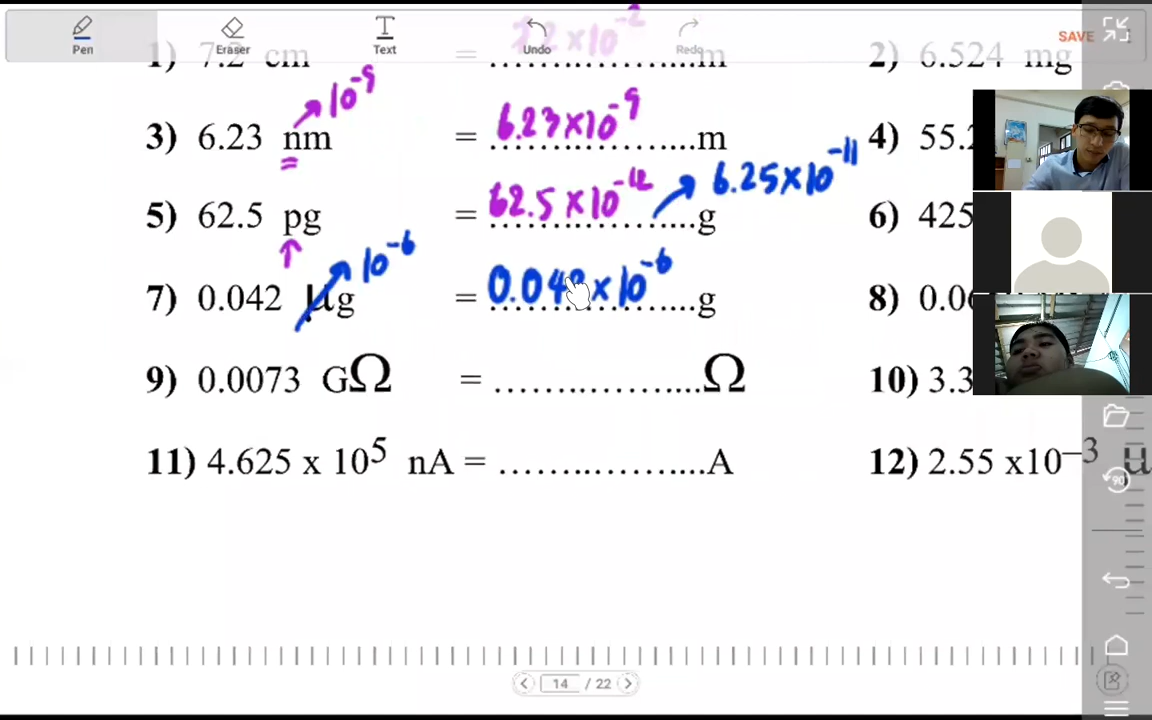 Pen Eraser Text Undo Redo SAVE
1) 7.2 cm = ....................m 2) 6.524 mg
10⁻⁹
3) 6.23 nm = 6.23×10⁻⁹ m 4) 55.2
6.25×10⁻¹¹
5) 62.5 pg = 62.5×10⁻¹² g 6) 425
10⁻⁶
7) 0.042 µg = 0.042×10⁻⁶ g 8) 0.0
9) 0.0073 GΩ = ....................Ω 10) 3.3
11) 4.625 x 10⁵ nA = ....................A 12) 2.55 x10⁻³ µ
14 / 22